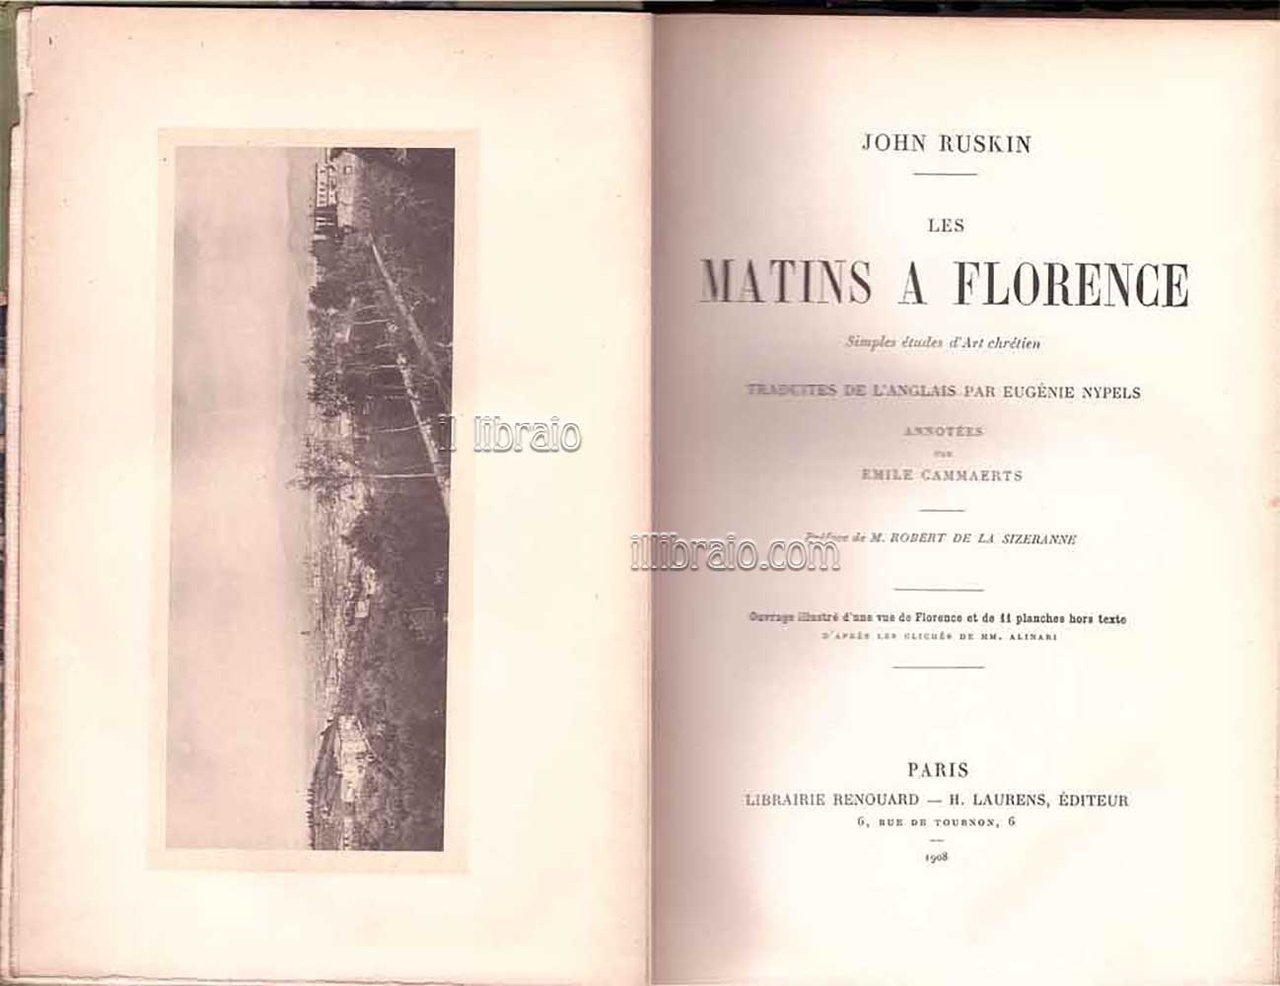 JOHN RUSKIN
LES
MATINS A FLORENCE
Simples études d'Art chrétien
TRADUITES DE L'ANGLAIS PAR EUGÉNIE NYPELS
ANNOTÉES
PAR
EMILE CAMMAERTS
Préface de M. ROBERT DE LA SIZERANNE
Ouvrage illustré d'une vue de Florence et de 11 planches hors texte
D'APRÈS LES CLICHÉS DE MM. ALINARI
PARIS
LIBRAIRIE RENOUARD — H. LAURENS, ÉDITEUR
6, RUE DE TOURNON, 6
1908
il libraio
illibraio.com